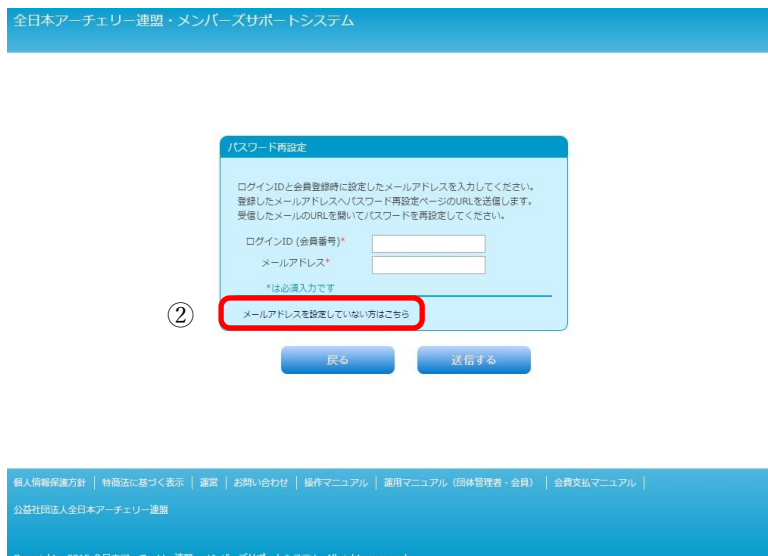 全日本アーチェリー連盟・メンバーズサポートシステム
パスワード再設定
ログインIDと会員登録時に設定したメールアドレスを入力してください。
登録したメールアドレスへパスワード再設定ページのURLを送信します。
受信したメールのURLを開いてパスワードを再設定してください。
ログインID (会員番号)*
メールアドレス*
*は必須入力です
② メールアドレスを設定していない方はこちら
戻る 送信する
個人情報保護方針 | 特商法に基づく表示 | 運営 | お問い合わせ | 操作マニュアル | 運用マニュアル（団体管理者・会員） | 会費支払マニュアル |
公益社団法人全日本アーチェリー連盟